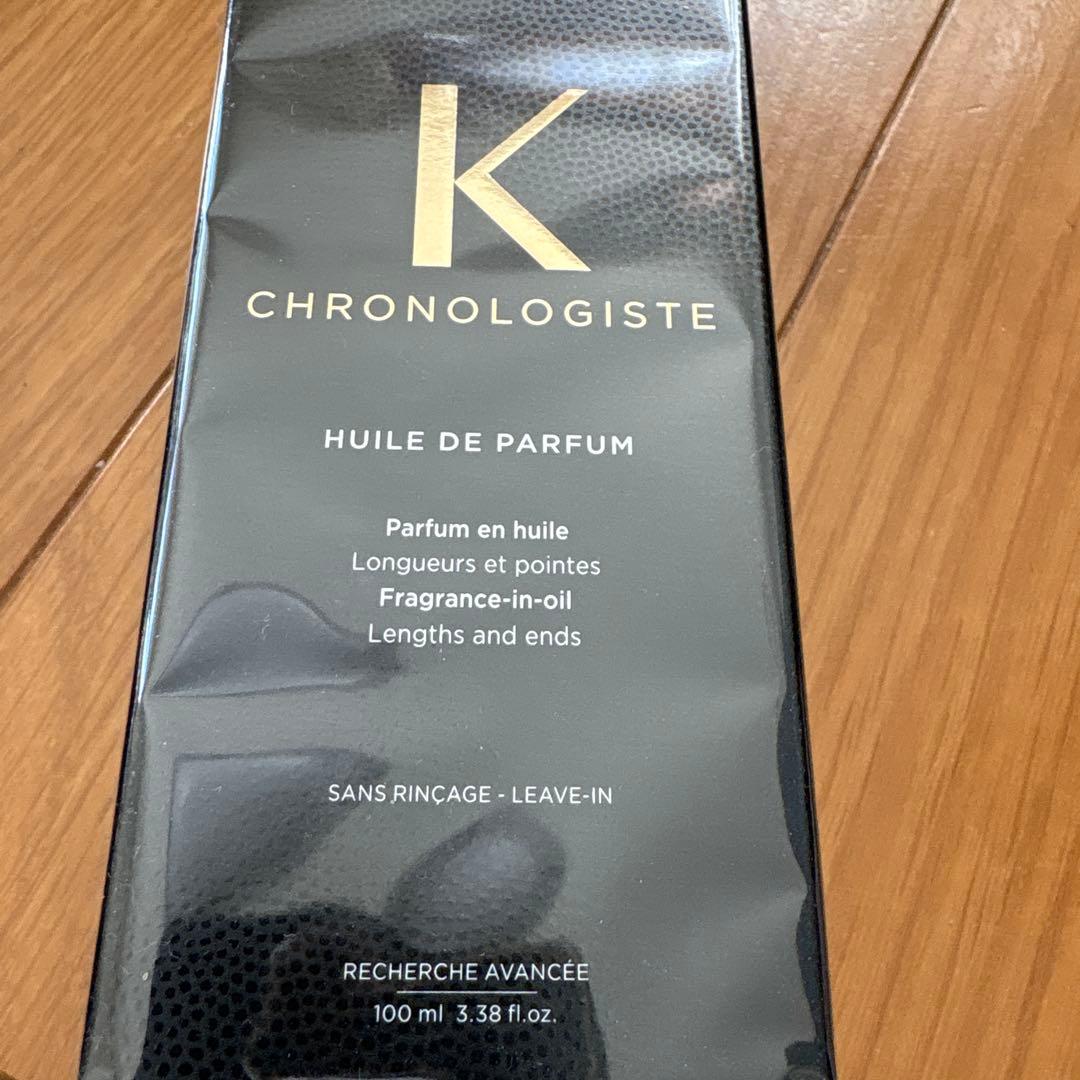 K
CHRONOLOGISTE
HUILE DE PARFUM
Parfum en huile
Longueurs et pointes
Fragrance-in-oil
Lengths and ends
SANS RINÇAGE - LEAVE-IN
RECHERCHE AVANCÉE
100 ml 3.38 fl.oz.